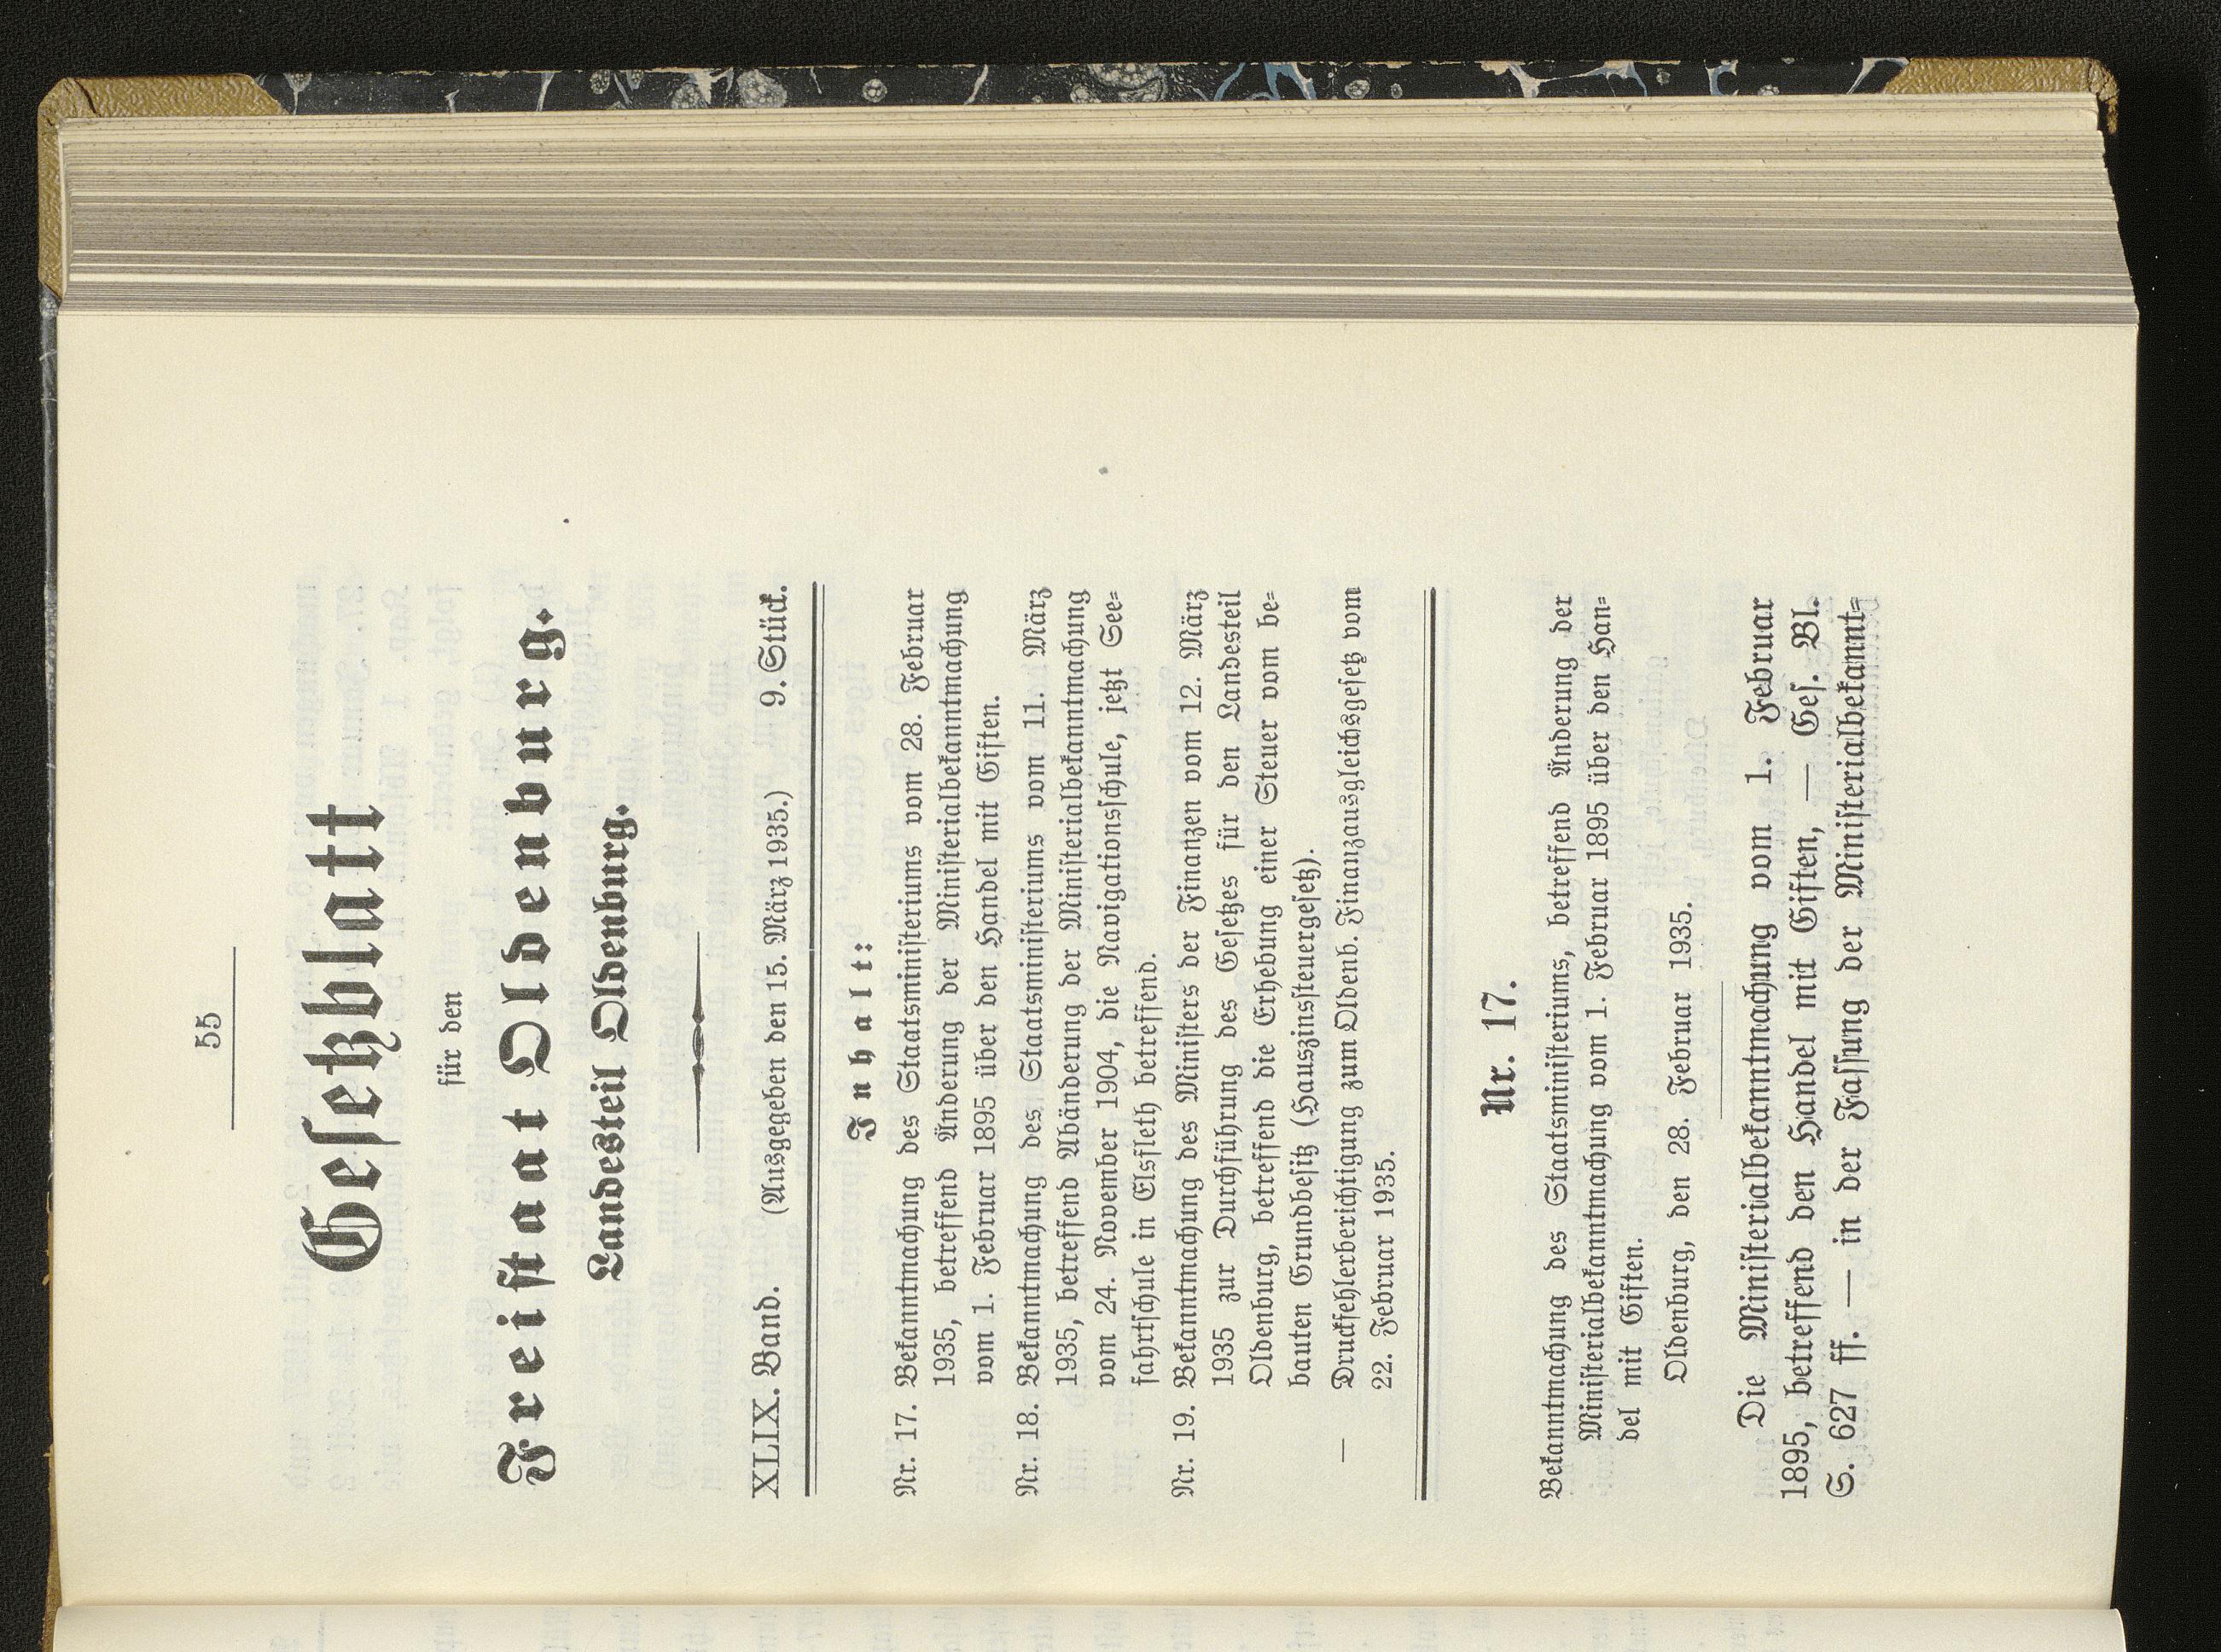 55
Gesetzblatt
für den
Freistaat Oldenburg.
Landesteil Oldenburg.
XLIX. Band. (Ausgegeben den 15. März 1935.) 9. Stück.
Inhalt:
Nr. 17. Bekanntmachung des Staatsministeriums vom 28. Februar
1935, betreffend Änderung der Ministerialbekanntmachung
vom 1. Februar 1895 über den Handel mit Giften.
Nr. 18. Bekanntmachung des Staatsministeriums vom 11. März
1935, betreffend Abänderung der Ministerialbekanntmachung
vom 24. November 1904, die Navigationsschule, jetzt See=
fahrtschule in Elsfleth betreffend.
Nr. 19. Bekanntmachung des Ministers der Finanzen vom 12. März
1935 zur Durchführung des Gesetzes für den Landesteil
Oldenburg, betreffend die Erhebung einer Steuer vom be=
bauten Grundbesitz (Hauszinssteuergesetz).
— Druckfehlerberichtigung zum Oldenb. Finanzausgleichsgesetz vom
22. Februar 1935.
Nr. 17.
Bekanntmachung des Staatsministeriums, betreffend Änderung der
Ministerialbekanntmachung vom 1. Februar 1895 über den Han=
del mit Giften.
Oldenburg, den 28. Februar 1935.
Die Ministerialbekanntmachung vom 1. Februar
1895, betreffend den Handel mit Giften, — Ges. Bl.
S. 627 ff. — in der Fassung der Ministerialbekannt=